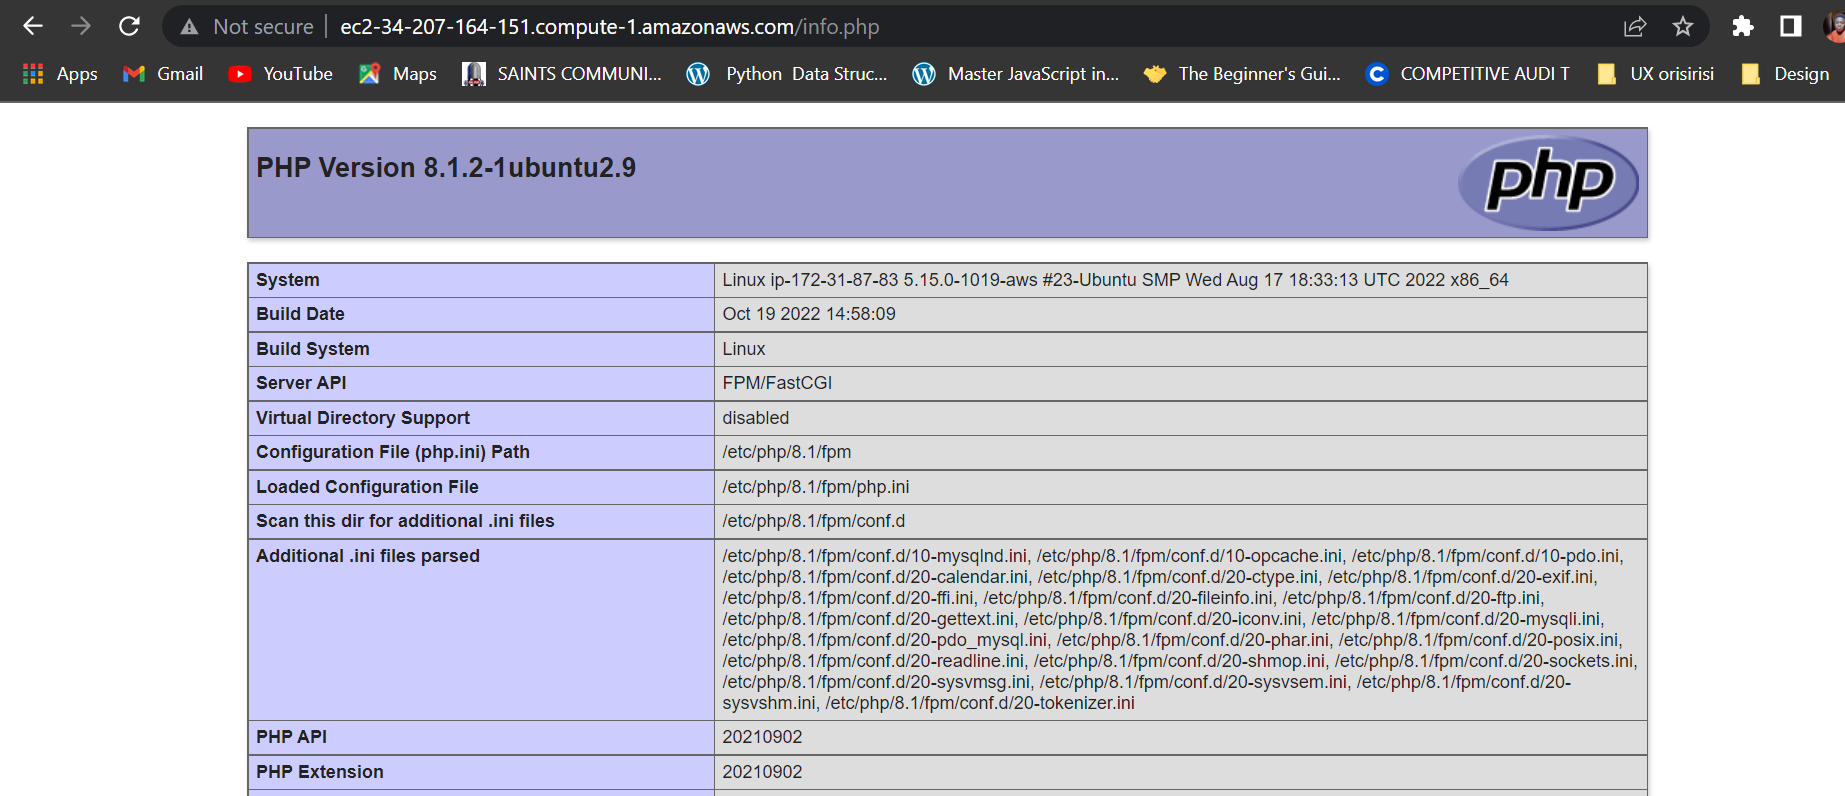 Not secure | ec2-34-207-164-151.compute-1.amazonaws.com/info.php
Apps Gmail YouTube Maps SAINTS COMMUNI... Python Data Struc... Master JavaScript in... The Beginner's Gui... COMPETITIVE AUDI T UX orisirisi Design
PHP Version 8.1.2-1ubuntu2.9
php
System Linux ip-172-31-87-83 5.15.0-1019-aws #23-Ubuntu SMP Wed Aug 17 18:33:13 UTC 2022 x86_64
Build Date Oct 19 2022 14:58:09
Build System Linux
Server API FPM/FastCGI
Virtual Directory Support disabled
Configuration File (php.ini) Path /etc/php/8.1/fpm
Loaded Configuration File /etc/php/8.1/fpm/php.ini
Scan this dir for additional .ini files /etc/php/8.1/fpm/conf.d
Additional .ini files parsed /etc/php/8.1/fpm/conf.d/10-mysqlnd.ini, /etc/php/8.1/fpm/conf.d/10-opcache.ini, /etc/php/8.1/fpm/conf.d/10-pdo.ini,
/etc/php/8.1/fpm/conf.d/20-calendar.ini, /etc/php/8.1/fpm/conf.d/20-ctype.ini, /etc/php/8.1/fpm/conf.d/20-exif.ini,
/etc/php/8.1/fpm/conf.d/20-ffi.ini, /etc/php/8.1/fpm/conf.d/20-fileinfo.ini, /etc/php/8.1/fpm/conf.d/20-ftp.ini,
/etc/php/8.1/fpm/conf.d/20-gettext.ini, /etc/php/8.1/fpm/conf.d/20-iconv.ini, /etc/php/8.1/fpm/conf.d/20-mysqli.ini,
/etc/php/8.1/fpm/conf.d/20-pdo_mysql.ini, /etc/php/8.1/fpm/conf.d/20-phar.ini, /etc/php/8.1/fpm/conf.d/20-posix.ini,
/etc/php/8.1/fpm/conf.d/20-readline.ini, /etc/php/8.1/fpm/conf.d/20-shmop.ini, /etc/php/8.1/fpm/conf.d/20-sockets.ini,
/etc/php/8.1/fpm/conf.d/20-sysvmsg.ini, /etc/php/8.1/fpm/conf.d/20-sysvsem.ini, /etc/php/8.1/fpm/conf.d/20-
sysvshm.ini, /etc/php/8.1/fpm/conf.d/20-tokenizer.ini
PHP API 20210902
PHP Extension 20210902